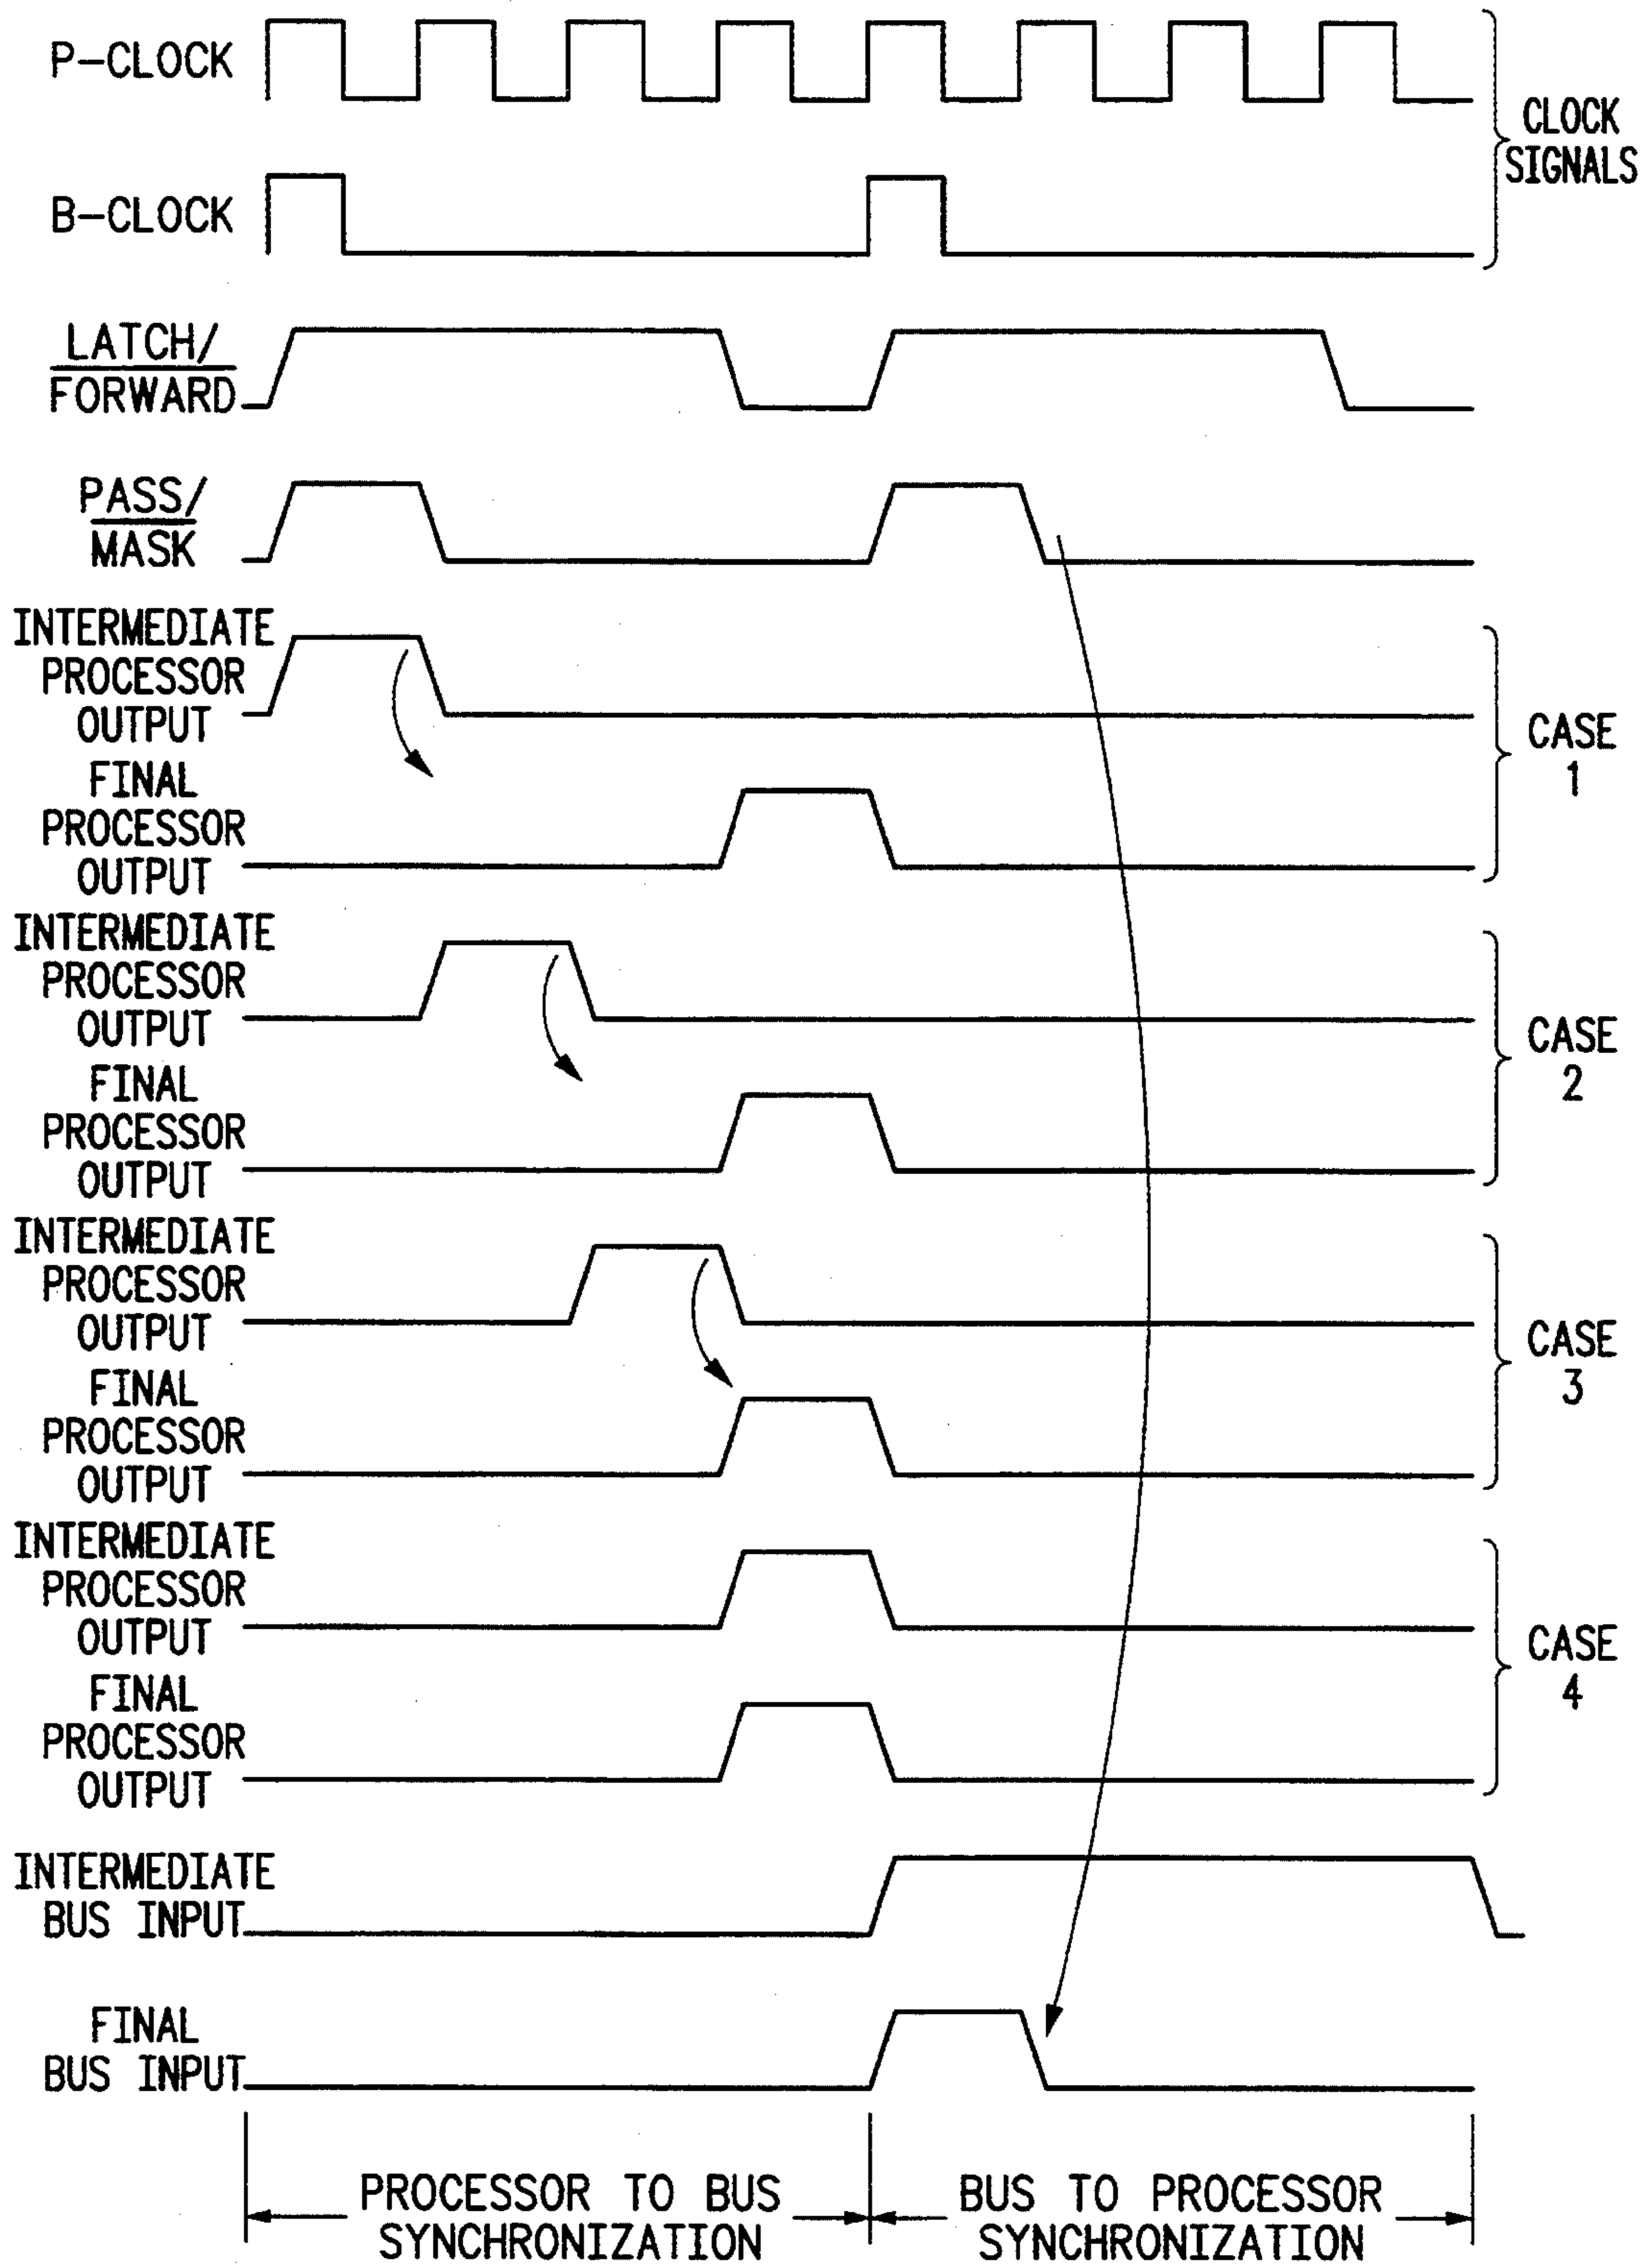 P-CLOCK
CLOCK
SIGNALS
B-CLOCK
LATCH/
FORWARD
PASS/
MASK
INTERMEDIATE
PROCESSOR
OUTPUT
FINAL
PROCESSOR
OUTPUT
CASE
1
INTERMEDIATE
PROCESSOR
OUTPUT
FINAL
PROCESSOR
OUTPUT
CASE
2
INTERMEDIATE
PROCESSOR
OUTPUT
FINAL
PROCESSOR
OUTPUT
CASE
3
INTERMEDIATE
PROCESSOR
OUTPUT
FINAL
PROCESSOR
OUTPUT
CASE
4
INTERMEDIATE
BUS INPUT
FINAL
BUS INPUT
PROCESSOR TO BUS
SYNCHRONIZATION
BUS TO PROCESSOR
SYNCHRONIZATION